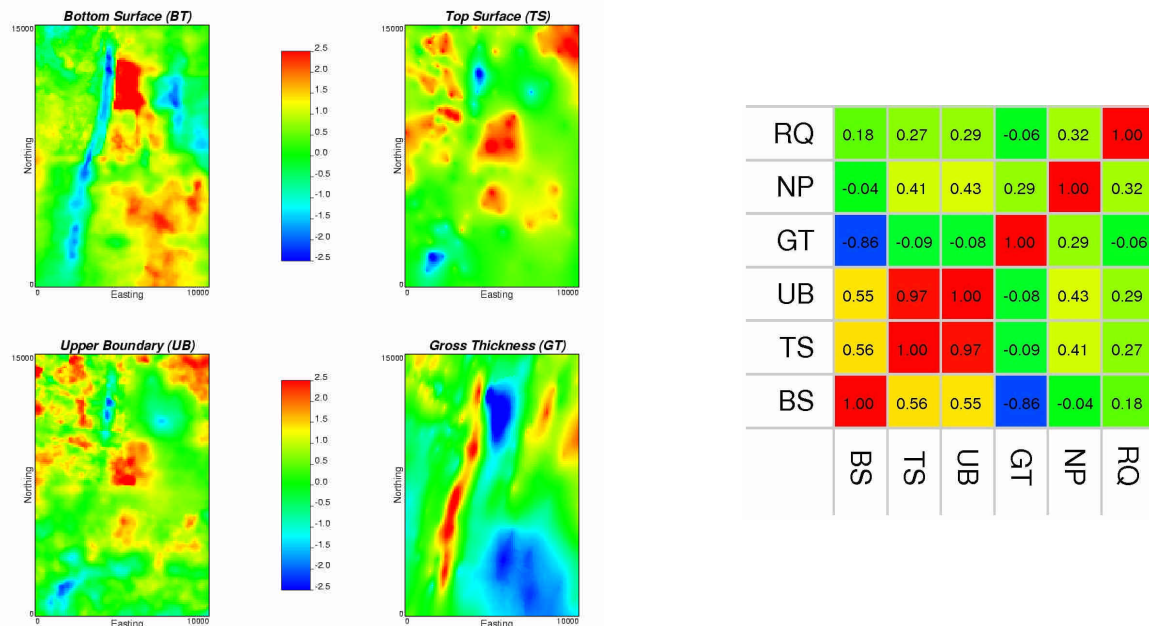 Bottom Surface (BT)
15000
Northing
0
0
Easting
10000
2.5
2.0
1.5
1.0
0.5
0.0
-0.5
-1.0
-1.5
-2.0
-2.5
Top Surface (TS)
15000
Northing
0
0
Easting
10000
Upper Boundary (UB)
15000
Northing
0
0
Easting
10000
2.5
2.0
1.5
1.0
0.5
0.0
-0.5
-1.0
-1.5
-2.0
-2.5
Gross Thickness (GT)
15000
Northing
0
0
Easting
10000
RQ 0.18 0.27 0.29 -0.06 0.32 1.00
NP -0.04 0.41 0.43 0.29 1.00 0.32
GT -0.86 -0.09 -0.08 1.00 0.29 -0.06
UB 0.55 0.97 1.00 -0.08 0.43 0.29
TS 0.56 1.00 0.97 -0.09 0.41 0.27
BS 1.00 0.56 0.55 -0.86 -0.04 0.18
BS TS UB GT NP RQ